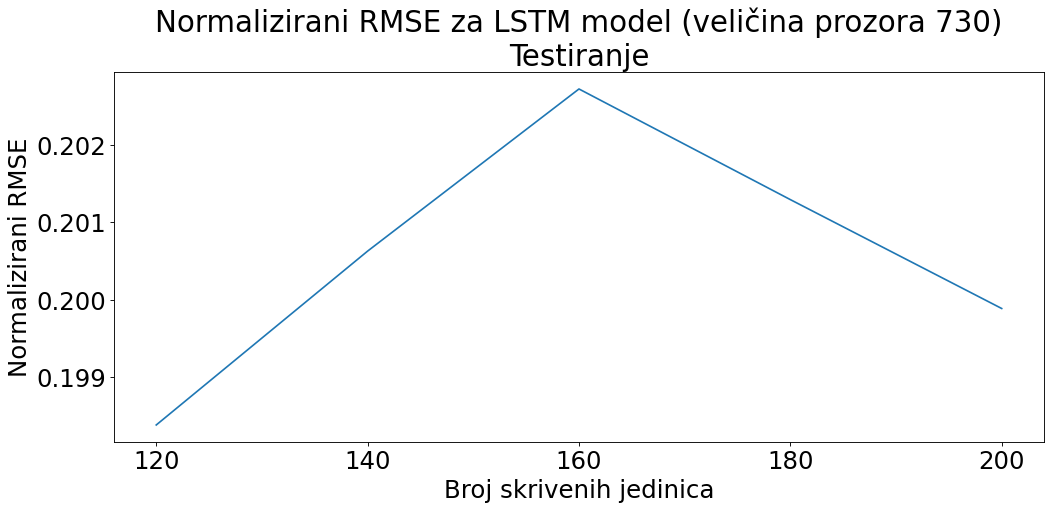 Normalizirani RMSE za LSTM model (veličina prozora 730)
Testiranje
Normalizirani RMSE
0.202
0.201
0.200
0.199
120 140 160 180 200
Broj skrivenih jedinica